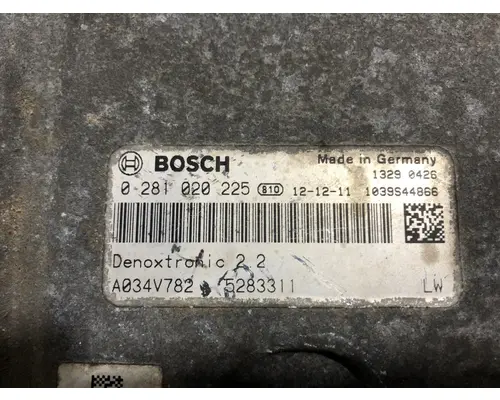 BOSCH Made in Germany
1329 0426
0 281 020 225 810 12-12-11 1039S44866
Denoxtronic 2 2
A034V782 5283311 LW